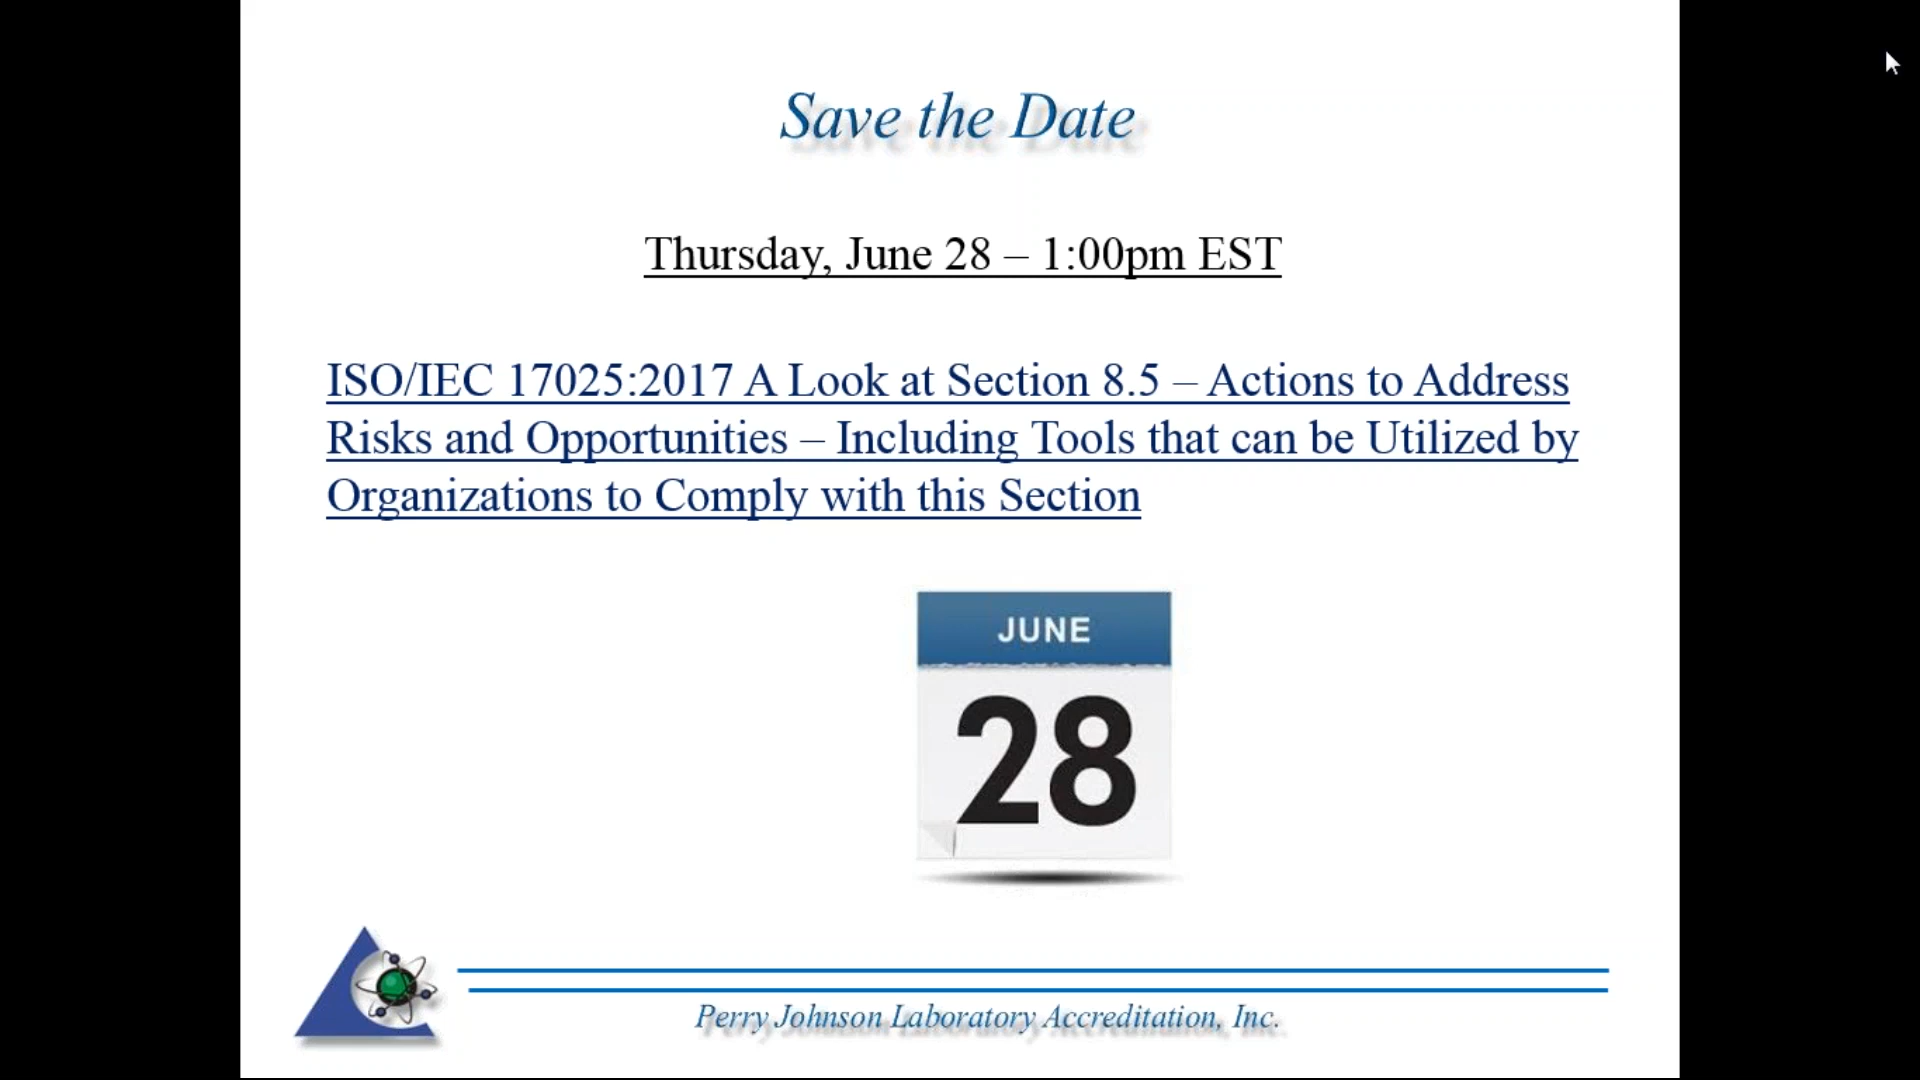 Save the Date
Thursday, June 28 – 1:00pm EST
ISO/IEC 17025:2017 A Look at Section 8.5 – Actions to Address
Risks and Opportunities – Including Tools that can be Utilized by
Organizations to Comply with this Section
JUNE
28
Perry Johnson Laboratory Accreditation, Inc.